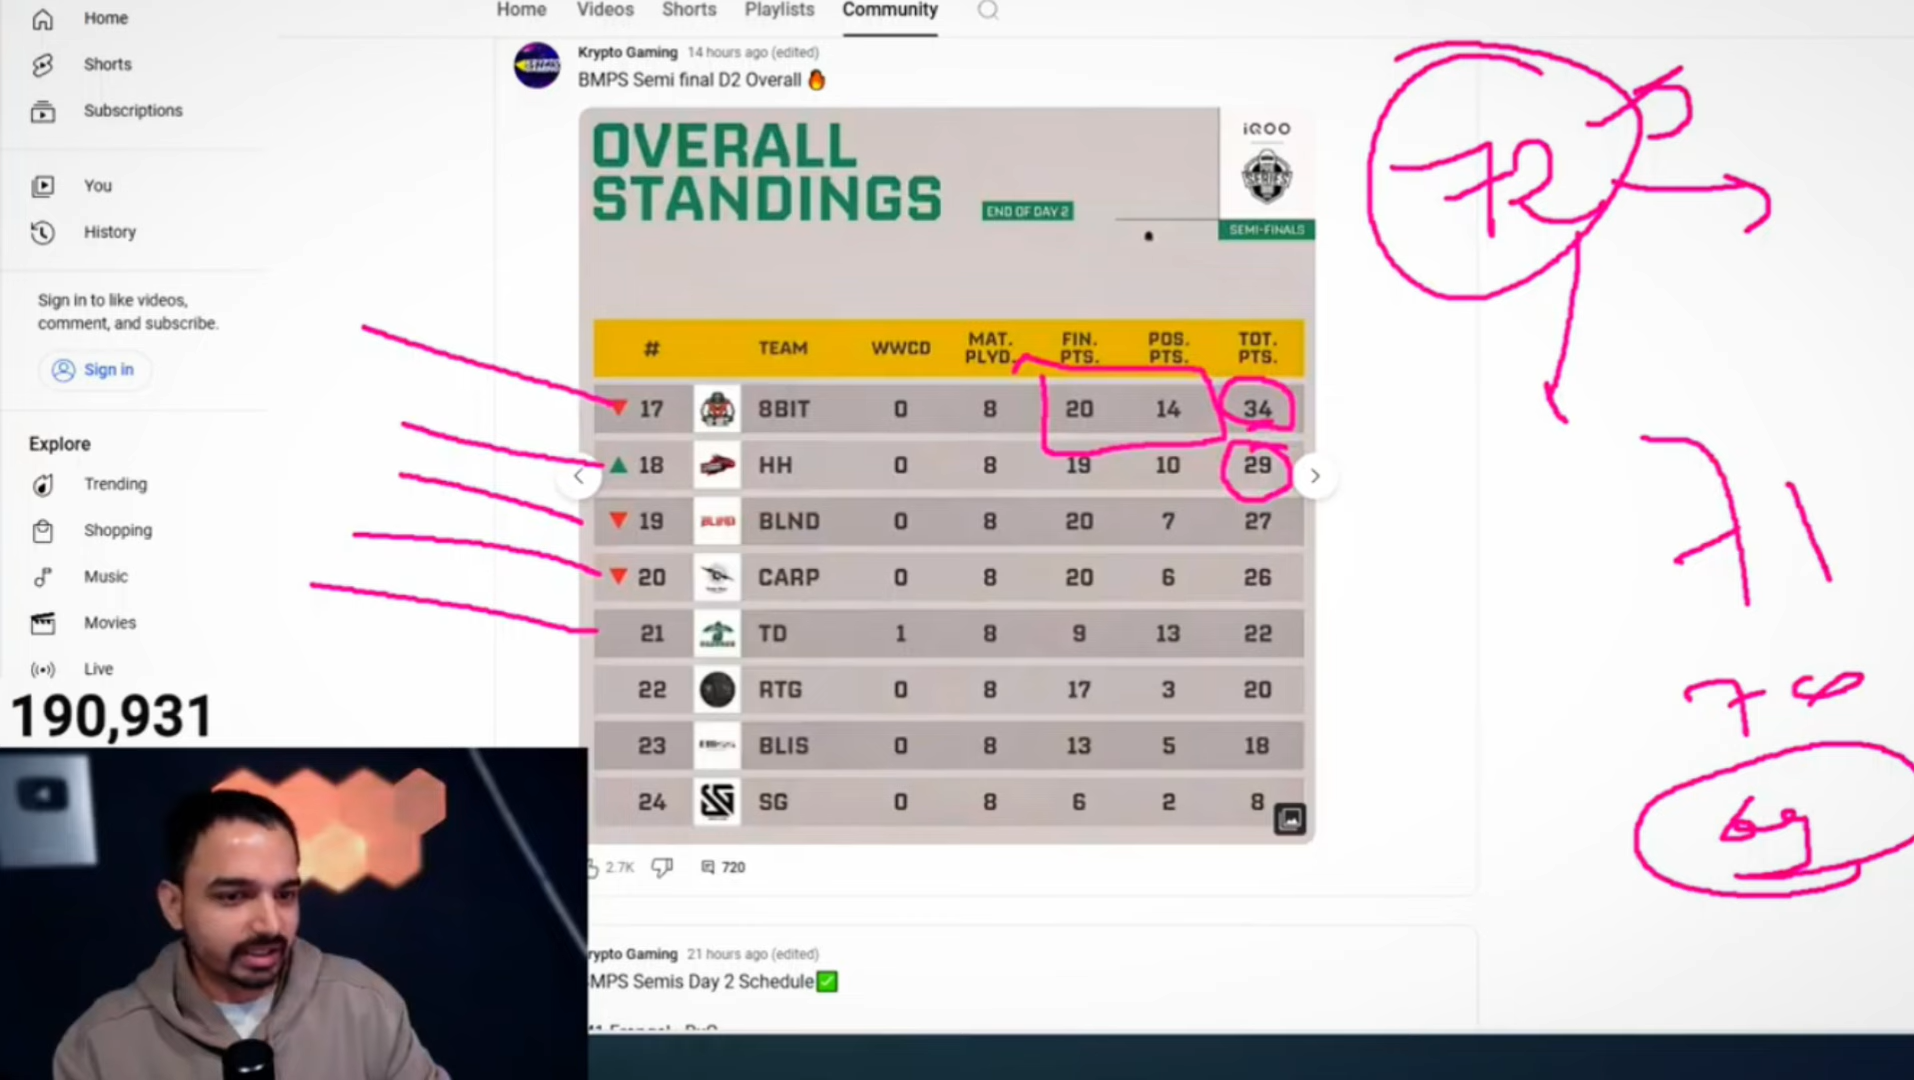 Home
Shorts
Subscriptions
You
History
Sign in to like videos,
comment, and subscribe.
Sign in
Explore
Trending
Shopping
Music
Movies
Live
190,931
Home Videos Shorts Playlists Community
Krypto Gaming 14 hours ago (edited)
BMPS Semi final D2 Overall 🔥
OVERALL
STANDINGS
END OF DAY 2
iQOO
SERIES
SEMI-FINALS
# TEAM WWCD MAT. PLYD. FIN. PTS. POS. PTS. TOT. PTS.
17 8BIT 0 8 20 14 34
18 HH 0 8 19 10 29
19 BLND 0 8 20 7 27
20 CARP 0 8 20 6 26
21 TD 1 8 9 13 22
22 RTG 0 8 17 3 20
23 BLIS 0 8 13 5 18
24 SG 0 8 6 2 8
2.7K 720
rypto Gaming 21 hours ago (edited)
MPS Semis Day 2 Schedule✅
72
71